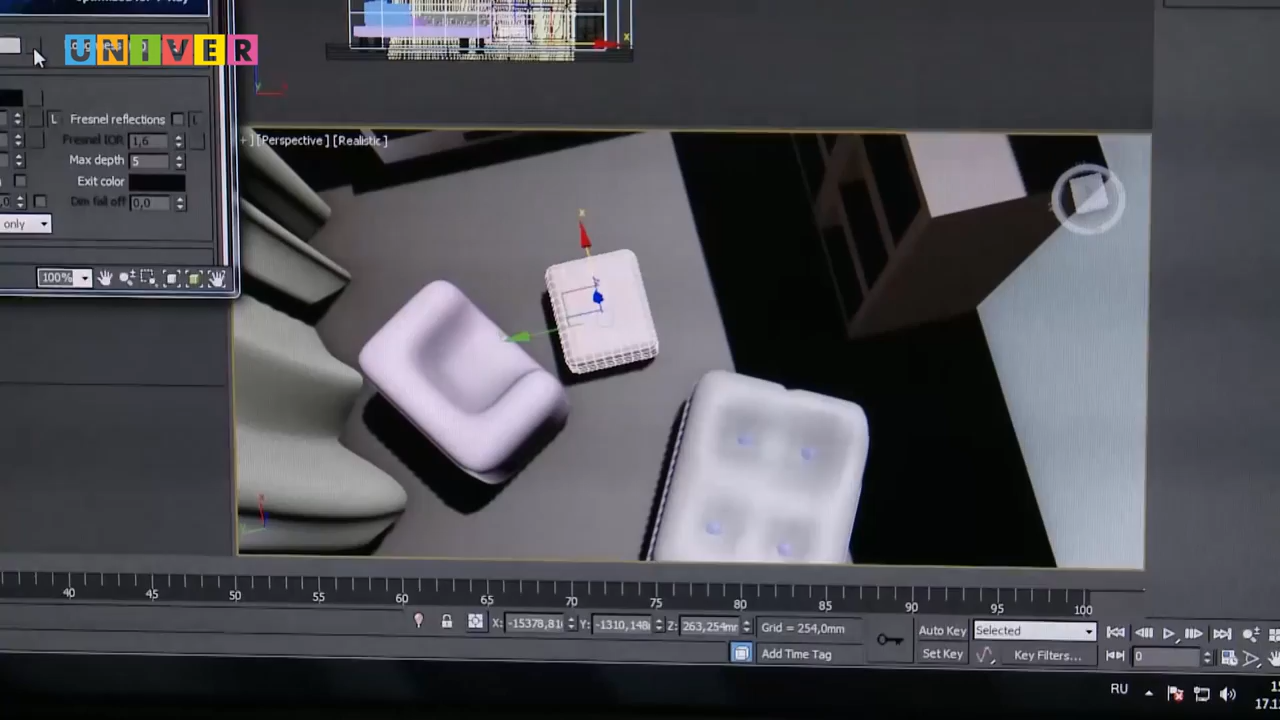 UNIVER
L Fresnel reflections L
Fresnel IOR 1,6
Max depth 5
Exit color
Dim fall off 0,0
only
100%
[Perspective] [Realistic]
x
x
40 45 50 55 60 65 70 75 80 85 90 95 100
X: -15378,81 Y: -1310,148 Z: 263,254mm Grid = 254,0mm
Auto Key Selected
Add Time Tag
Set Key Key Filters... 0
RU